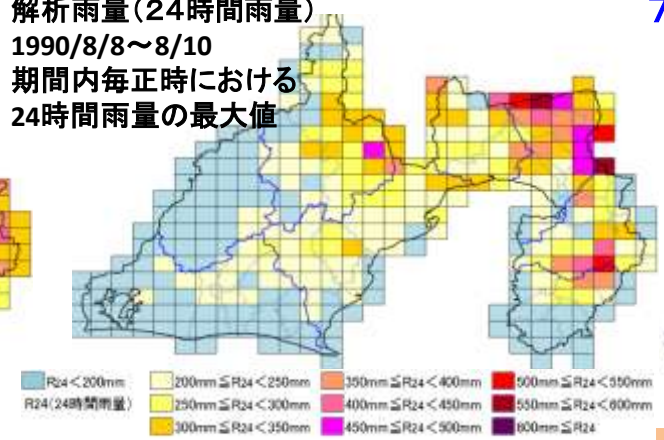 解析雨量(24時間雨量)
1990/8/8～8/10
期間内毎正時における
24時間雨量の最大値
7
R24＜200mm
200mm≦R24＜250mm
350mm≦R24＜400mm
500mm≦R24＜550mm
R24(24時間雨量)
250mm≦R24＜300mm
400mm≦R24＜450mm
550mm≦R24＜600mm
300mm≦R24＜350mm
450mm≦R24＜500mm
600mm≦R24